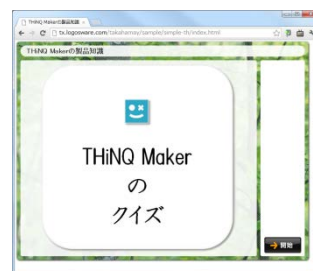 THiNQ Makerの製品知識
tx.logosware.com/takahamay/sample/simple-th/index.html
THiNQ Makerの製品知識
THiNQ Maker
の
クイズ
開始